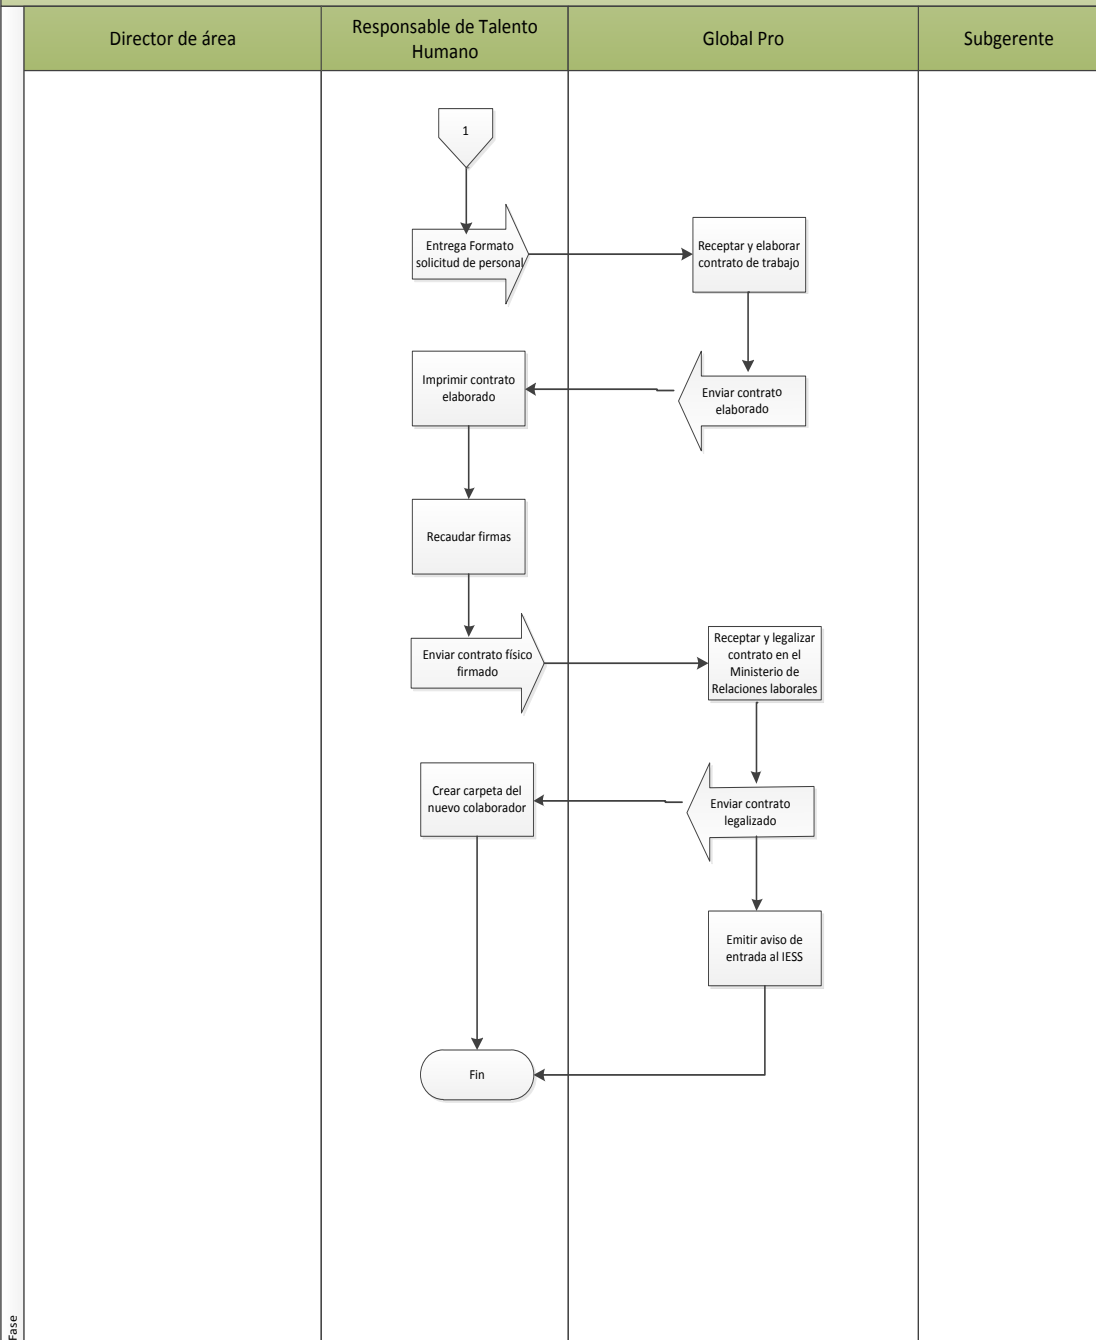 Director de área
Responsable de Talento
Humano
Global Pro
Subgerente
1
Entrega Formato
solicitud de personal
Receptar y elaborar
contrato de trabajo
Imprimir contrato
elaborado
Enviar contrato
elaborado
Recaudar firmas
Enviar contrato físico
firmado
Receptar y legalizar
contrato en el
Ministerio de
Relaciones laborales
Crear carpeta del
nuevo colaborador
Enviar contrato
legalizado
Emitir aviso de
entrada al IESS
Fin
Fase